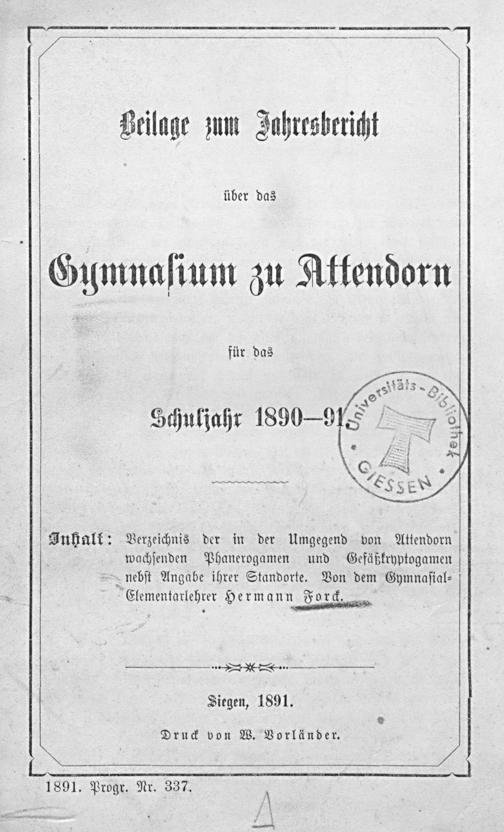 Beilage zum Jahresbericht
über das
Gymnasium zu Attendorn
für das
Schuljahr 1890—91.
Universitäts-Bibliothek
GIESSEN
Inhalt: Verzeichnis der in der Umgegend von Attendorn
wachsenden Phanerogamen und Gefäßkryptogamen
nebst Angabe ihrer Standorte. Von dem Gymnasial-
Elementarlehrer Hermann Forck.
Siegen, 1891.
Druck von W. Vorländer.
1891. Progr. Nr. 337.